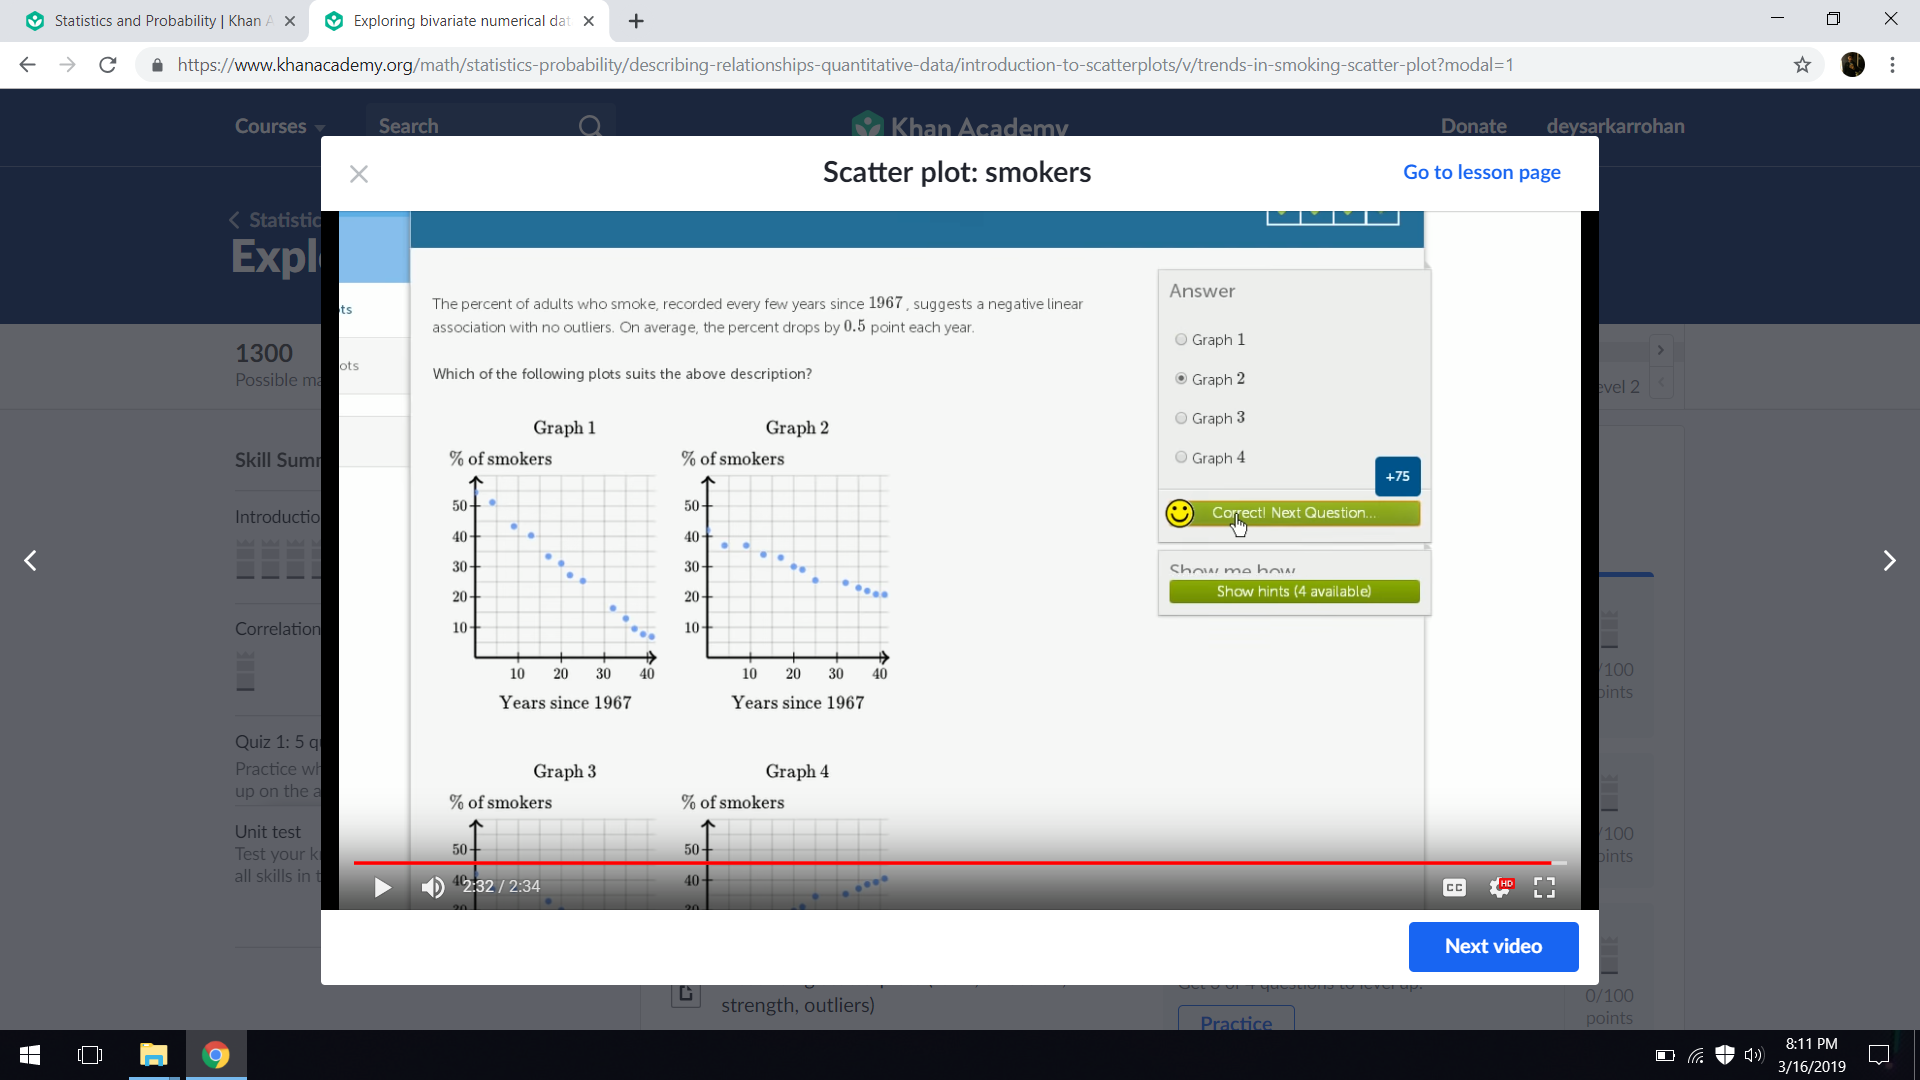 Statistics and Probability | Khan A
Exploring bivariate numerical dat
https://www.khanacademy.org/math/statistics-probability/describing-relationships-quantitative-data/introduction-to-scatterplots/v/trends-in-smoking-scatter-plot?modal=1
Courses
Search
Khan Academy
Donate
deysarkarrohan
Scatter plot: smokers
Go to lesson page
Statistic
Expl
1300
Possible ma
evel 2
Skill Summ
Introductio
Correlation
Quiz 1: 5 q
Practice wh
up on the a
Unit test
Test your k
all skills in t
ts
ots
The percent of adults who smoke, recorded every few years since 1967, suggests a negative linear
association with no outliers. On average, the percent drops by 0.5 point each year.
Which of the following plots suits the above description?
Graph 1
% of smokers
50
40
30
20
10
10 20 30 40
Years since 1967
Graph 2
% of smokers
50
40
30
20
10
10 20 30 40
Years since 1967
Graph 3
% of smokers
50
40
30
Graph 4
% of smokers
50
40
30
Answer
Graph 1
Graph 2
Graph 3
Graph 4
+75
Correct! Next Question...
Show me how
Show hints (4 available)
2:32 / 2:34
CC
HD
Next video
/100
oints
/100
oints
0/100
points
strength, outliers)
Practice
8:11 PM
3/16/2019